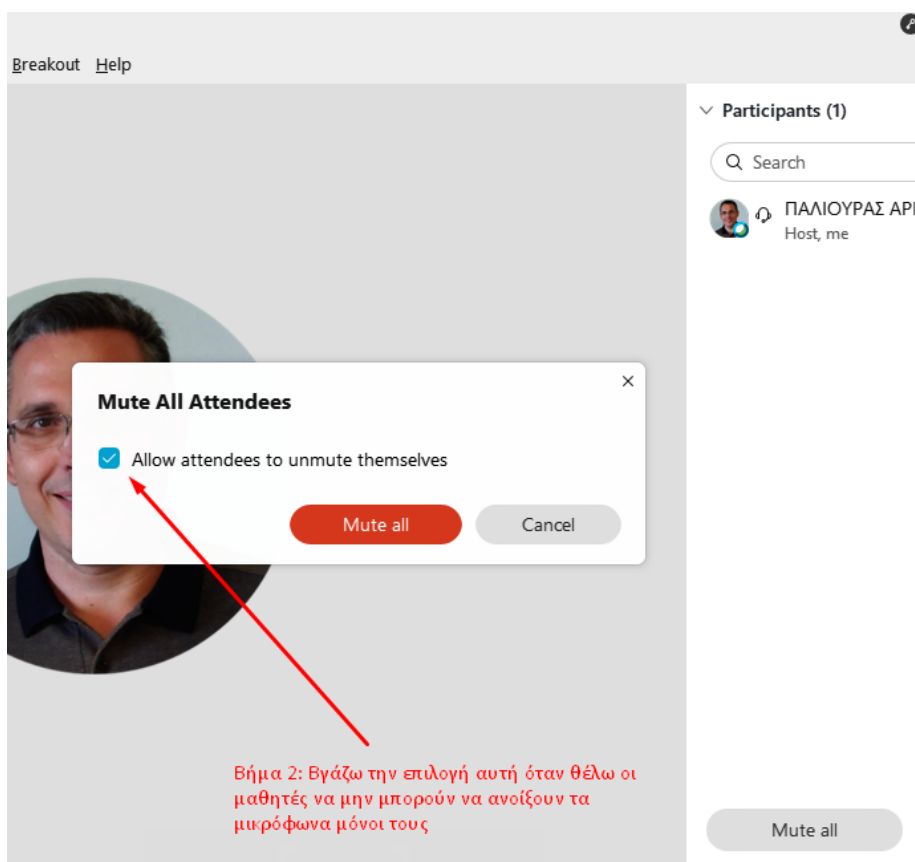 Breakout Help
Participants (1)
Search
ΠΑΛΙΟΥΡΑΣ ΑΡΙ
Host, me
Mute All Attendees
Allow attendees to unmute themselves
Mute all Cancel
Βήμα 2: Βγάζω την επιλογή αυτή όταν θέλω οι
μαθητές να μην μπορούν να ανοίξουν τα
μικρόφωνα μόνοι τους
Mute all